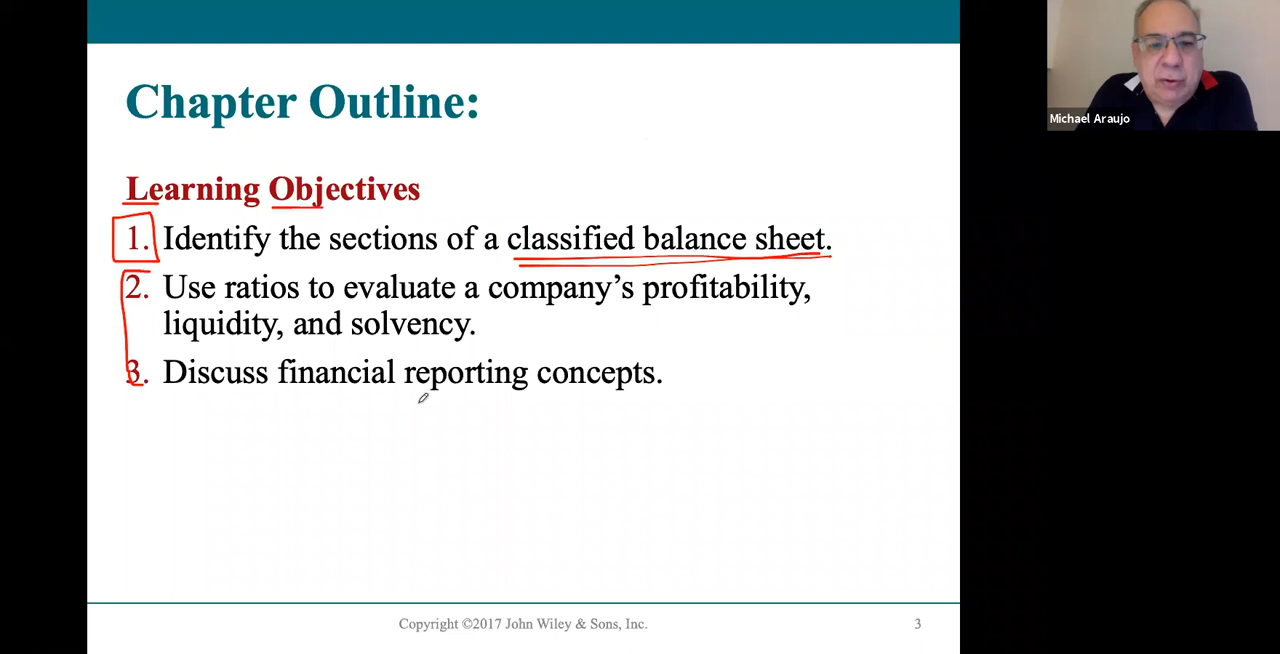 Chapter Outline:
Michael Araujo
Learning Objectives
1. Identify the sections of a classified balance sheet.
2. Use ratios to evaluate a company’s profitability,
liquidity, and solvency.
3. Discuss financial reporting concepts.
Copyright ©2017 John Wiley & Sons, Inc.
3